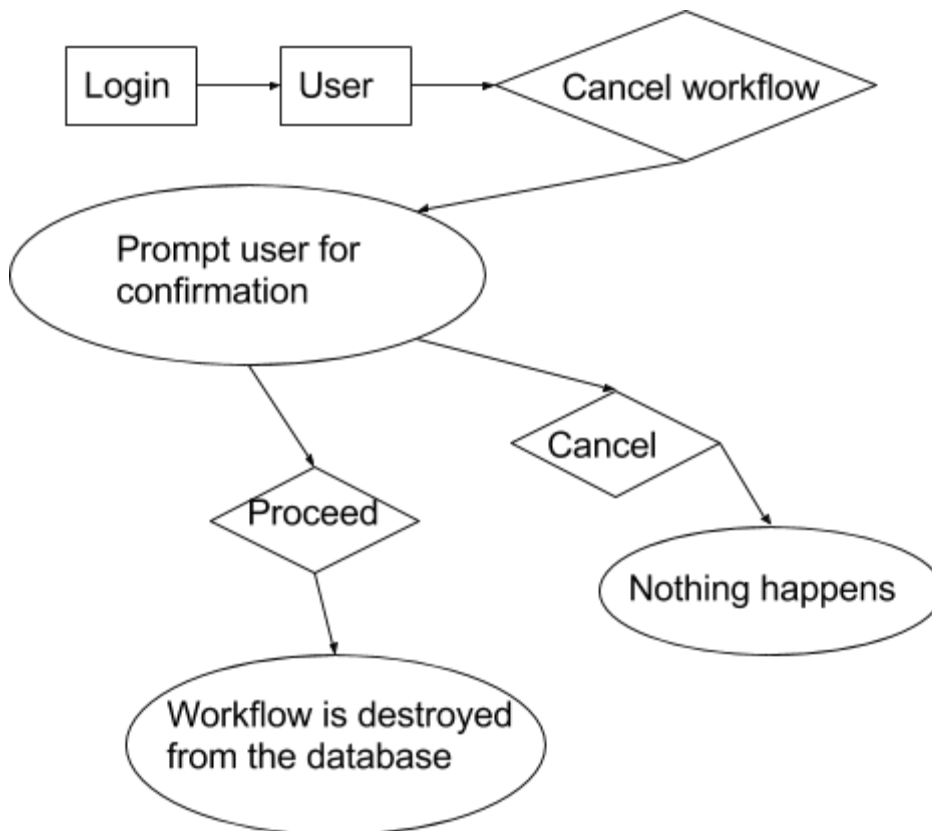 Login
User
Cancel workflow
Prompt user for
confirmation
Cancel
Proceed
Nothing happens
Workflow is destroyed
from the database